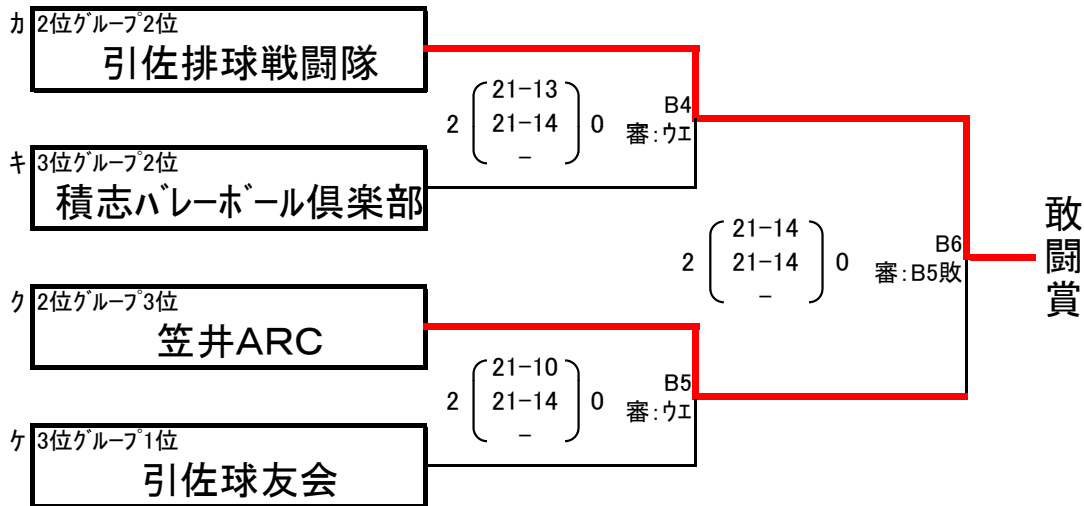 カ 2位ｸﾞﾙｰﾌﾟ2位
引佐排球戦闘隊
21-13
2 21-14 0
-
B4
審:ｳｴ
キ 3位ｸﾞﾙｰﾌﾟ2位
積志ﾊﾞﾚｰﾎﾞｰﾙ倶楽部
21-14
2 21-14 0
-
B6
審:B5敗
敢闘賞
ク 2位ｸﾞﾙｰﾌﾟ3位
笠井ARC
21-10
2 21-14 0
-
B5
審:ｳｴ
ケ 3位ｸﾞﾙｰﾌﾟ1位
引佐球友会